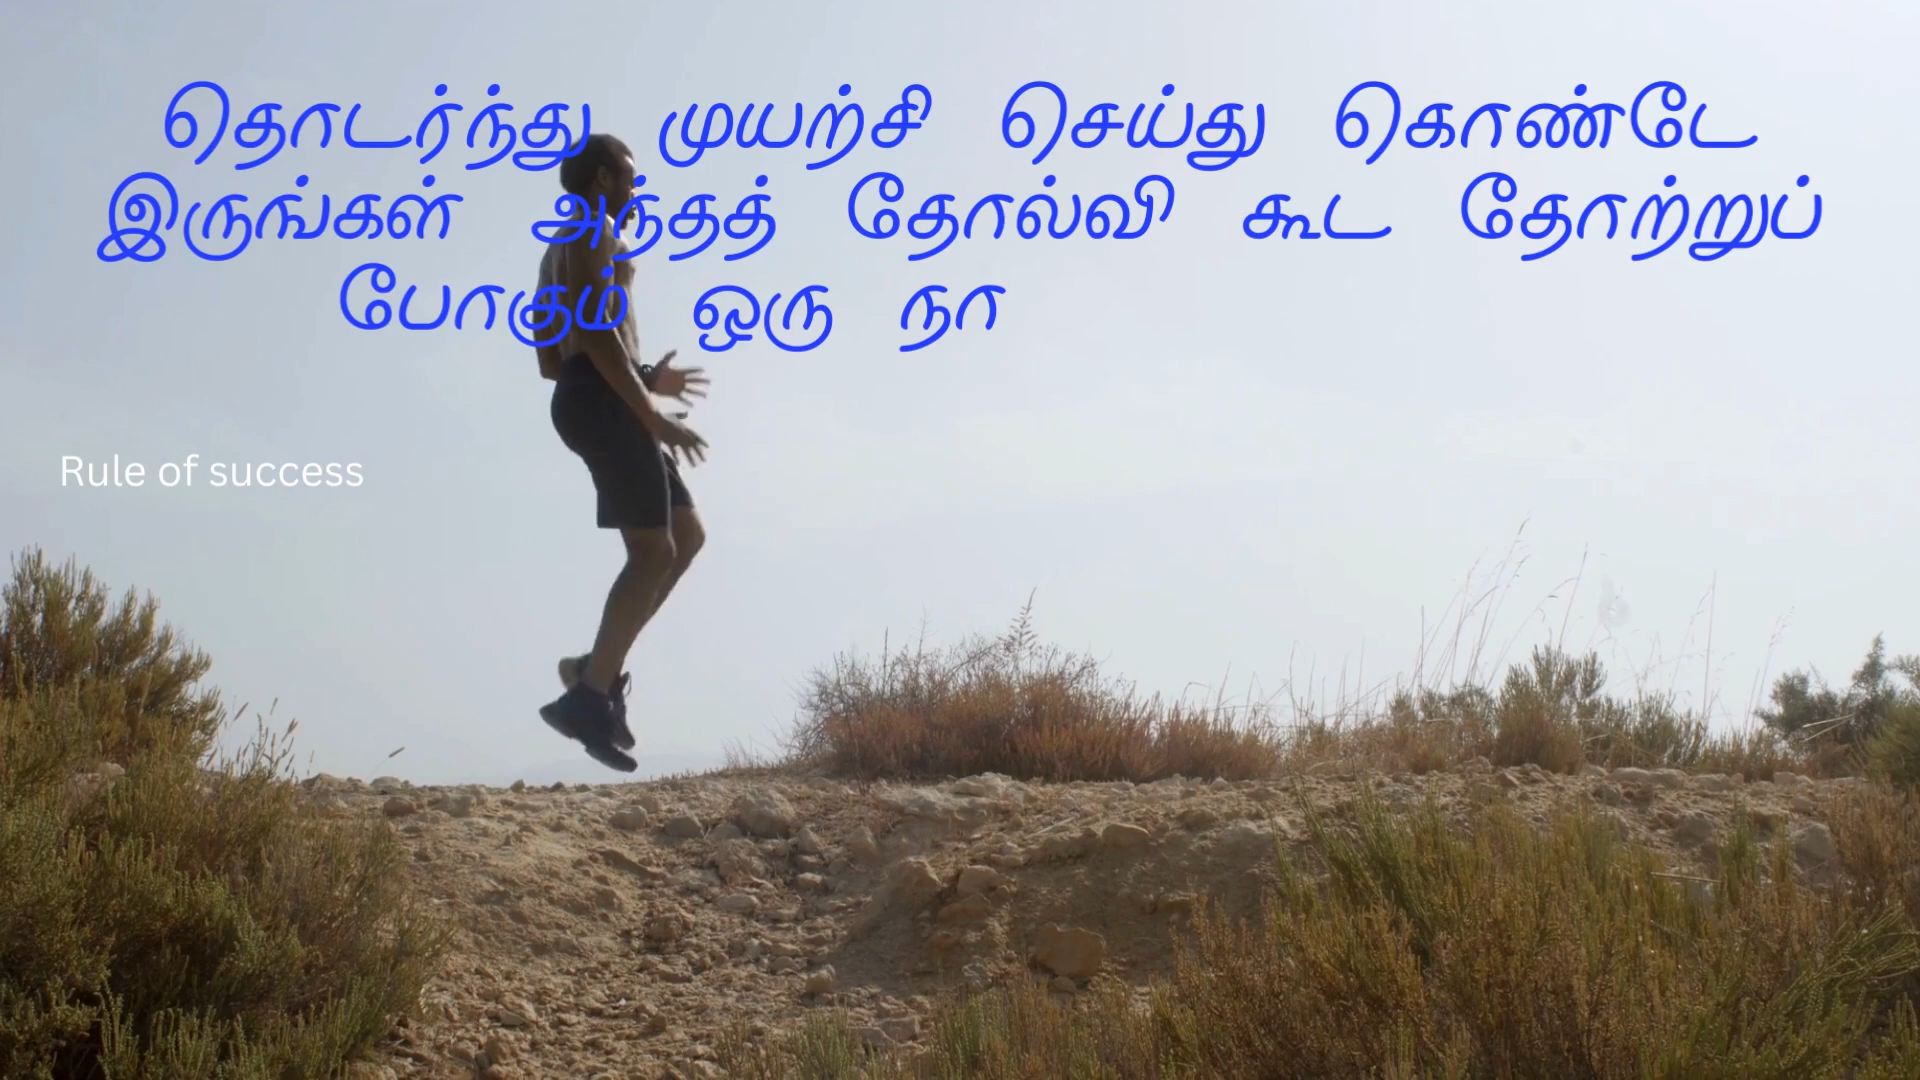 தொடர்ந்து முயற்சி செய்து கொண்டே
இருங்கள் அந்தத் தோல்வி கூட தோற்றுப்
போகும் ஒரு நா
Rule of success